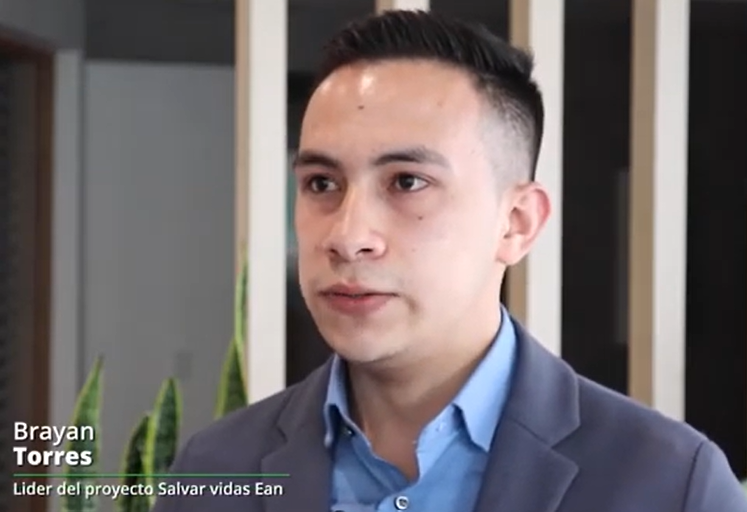 Brayan
Torres
Lider del proyecto Salvar vidas Ean